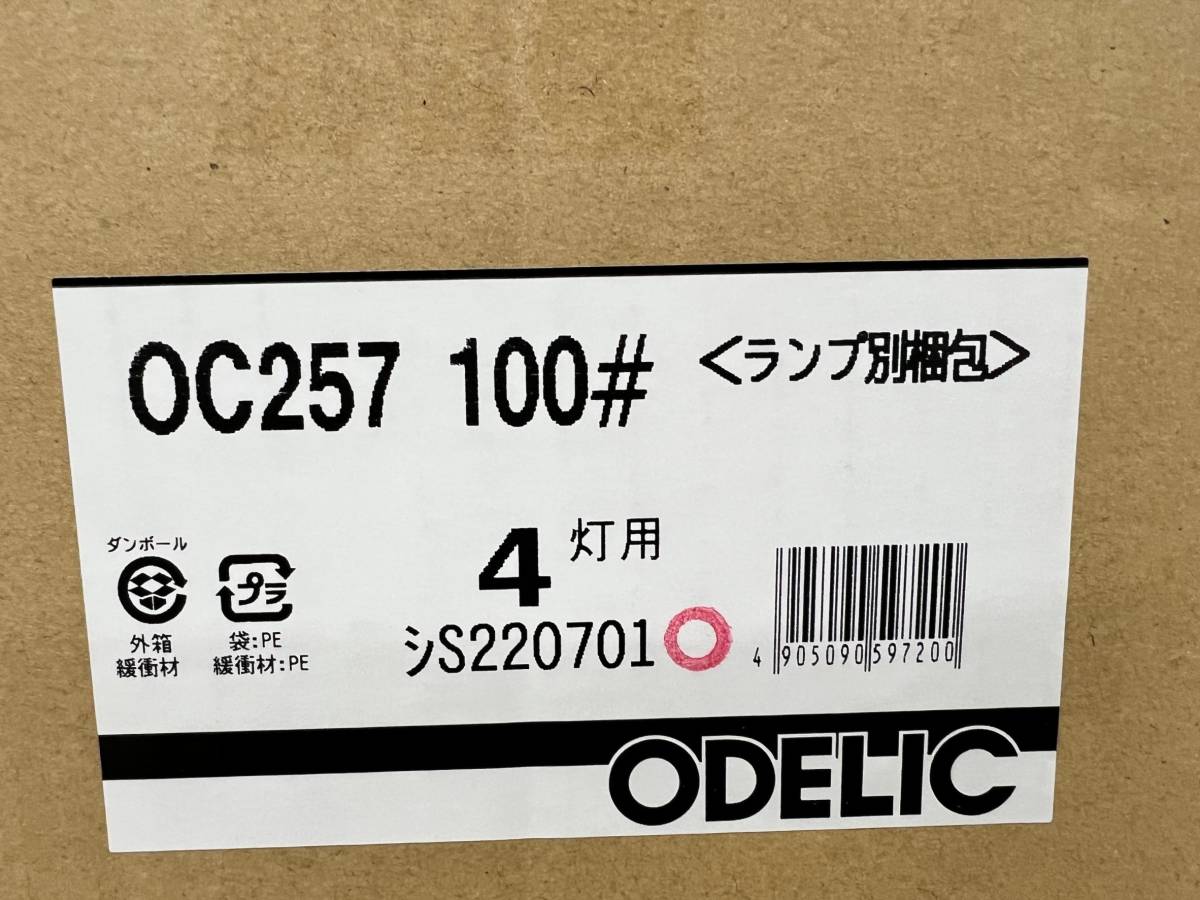 OC257 100# <ランプ別梱包>
ダンボール
外箱
緩衝材
プラ
袋:PE
緩衝材:PE
4灯用
シS220701
4 905090 597200
ODELIC